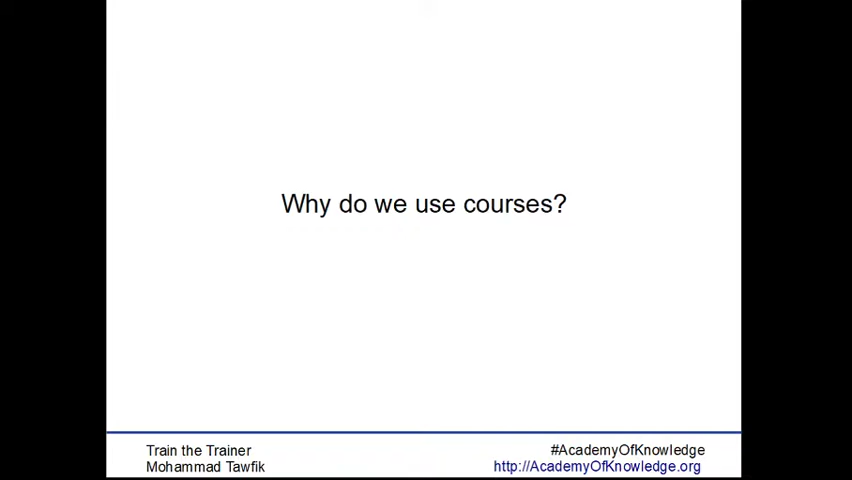 Why do we use courses?
Train the Trainer
Mohammad Tawfik
#AcademyOfKnowledge
http://AcademyOfKnowledge.org